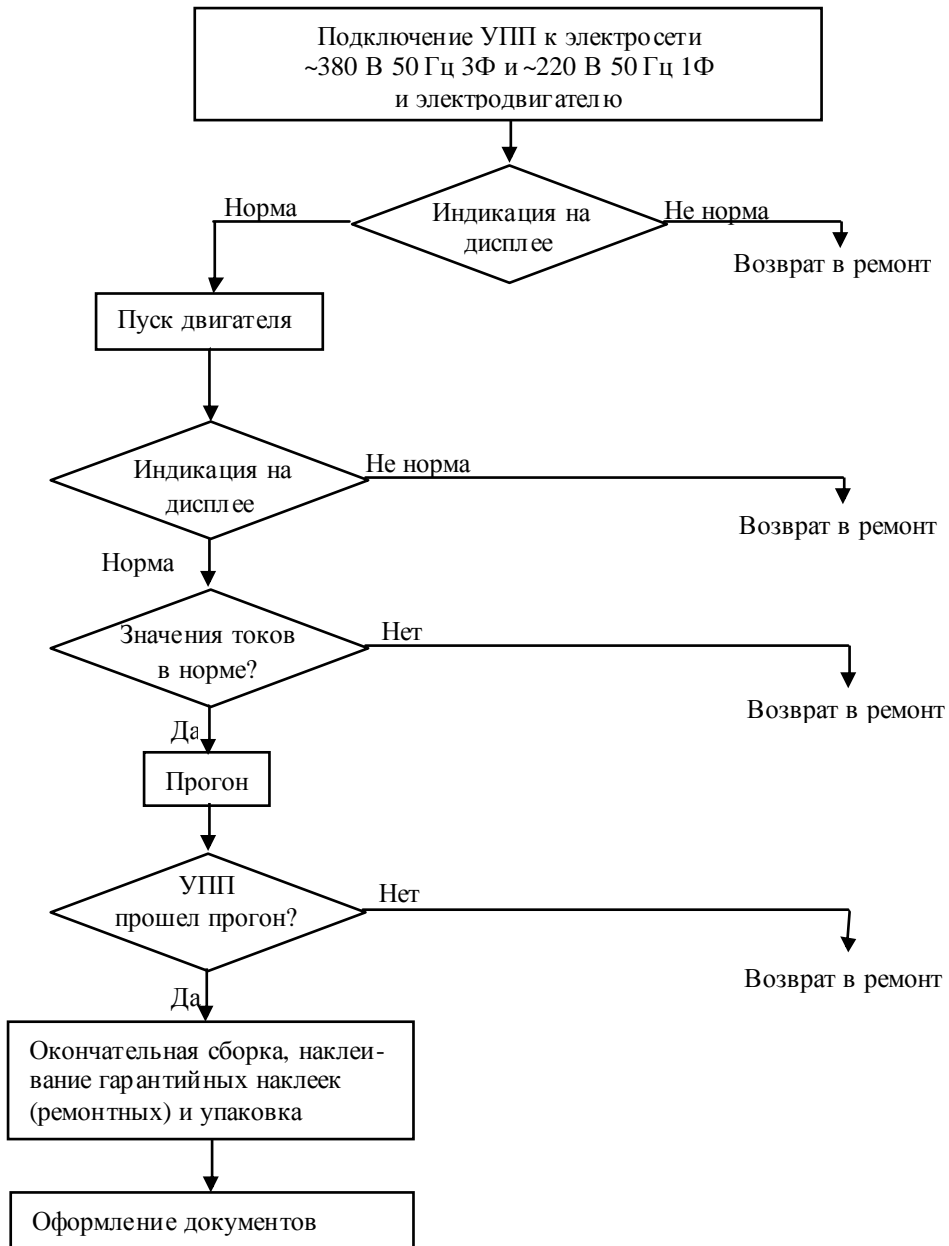 Подключение УПП к электросети
~380 В 50 Гц 3Ф и ~220 В 50 Гц 1Ф
и электродвигателю
Норма
Индикация на
дисплее
Не норма
Возврат в ремонт
Пуск двигателя
Индикация на
дисплее
Не норма
Возврат в ремонт
Норма
Значения токов
в норме?
Нет
Возврат в ремонт
Да
Прогон
УПП
прошел прогон?
Нет
Возврат в ремонт
Да
Окончательная сборка, наклеи-
вание гарантийных наклеек
(ремонтных) и упаковка
Оформление документов